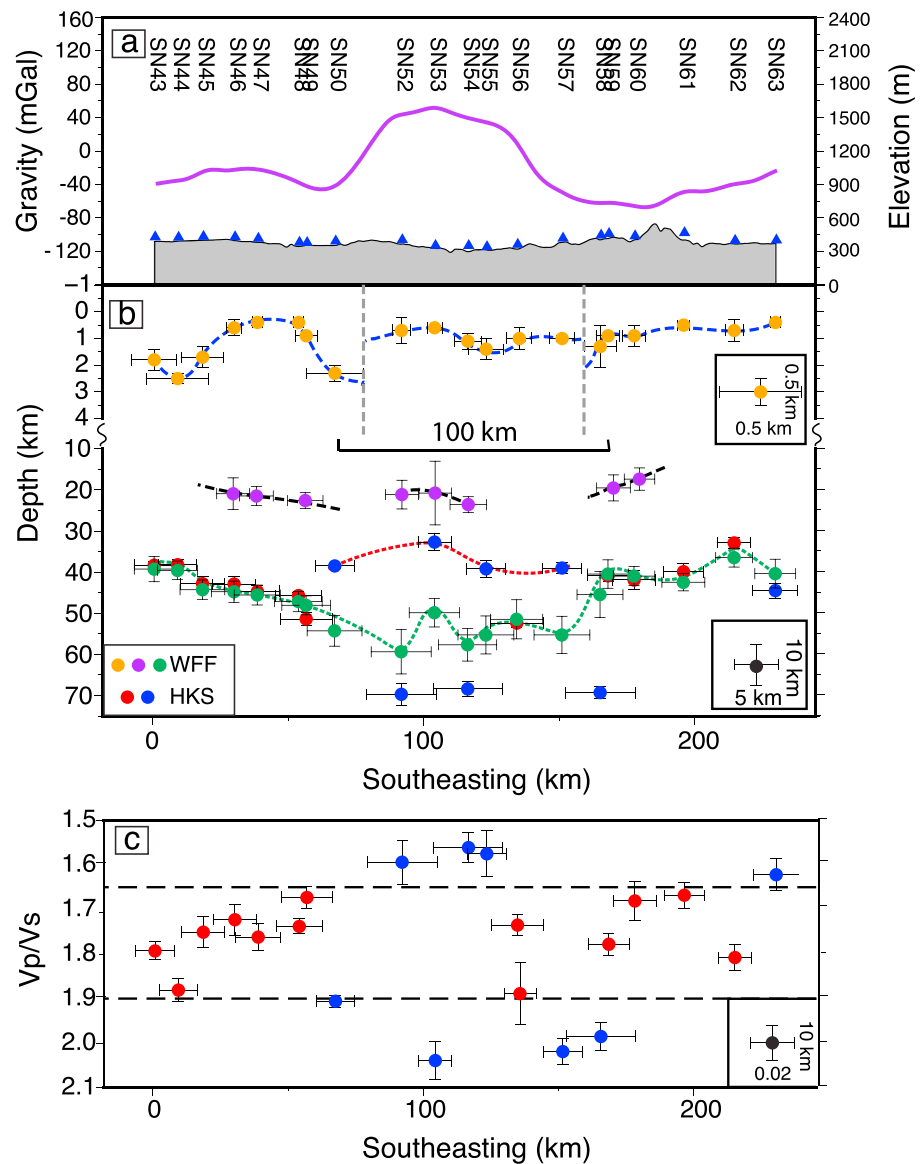 a
160
120
80
40
0
-40
-80
-120
−1
Gravity (mGal)
SN43
SN44
SN45
SN46
SN47
SN48
SN49
SN50
SN52
SN53
SN54
SN55
SN56
SN57
SN58
SN59
SN60
SN61
SN62
SN63
2400
2100
1800
1500
1200
900
600
300
0
Elevation (m)
b
0
1
2
3
4
10
20
30
40
50
60
70
Depth (km)
0.5 km
0.5 km
100 km
WFF
HKS
10 km
5 km
0
100
200
Southeasting (km)
c
1.5
1.6
1.7
1.8
1.9
2.0
2.1
Vp/Vs
10 km
0.02
0
100
200
Southeasting (km)